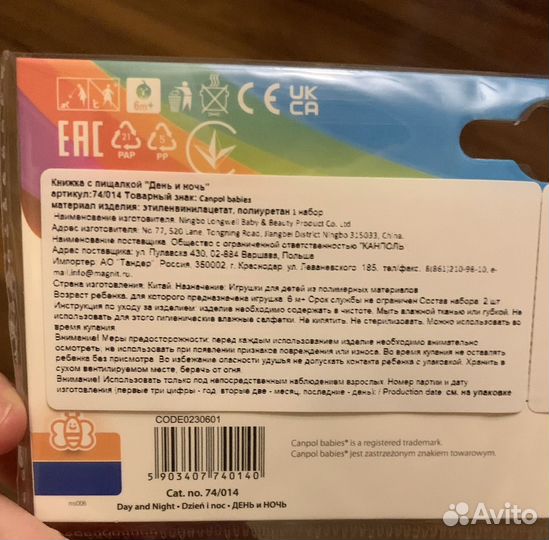 6m+
CE
UK
CA
EAC
21
PAP
5
PP
Книжка с пищалкой "День и ночь"
артикул:74/014 Товарный знак: Canpol babies
материал изделия: этиленвинилацетат, полиуретан 1 набор
Наименование изготовителя: Ningbo Longwell Baby & Beauty Product Co. Ltd
Адрес изготовителя: No. 77, 520 Lane, Tongning Road, Jiangbei District Ningbo 315033, China.
Наименование поставщика: Общество с ограниченной ответственностью "КАНПОЛЬ
Адрес поставщика: ул. Пулавска 430, 02-884 Варшава, Польше
Импортер АО "Тандер" Россия, 350002, г. Краснодар ул. Леваневского 185, тел/факс. 8(861)210-98-10, e-
mail.info@magnit.ru.
Страна изготовления: Китай. Назначение: Игрушки для детей из полимерных материалов
Возраст ребенка, для которого предназначена игрушка: 6 м+ Срок службы не ограничен Состав набора: 2 шт
Инструкция по уходу за изделием: изделие необходимо содержать в чистоте. Мыть влажной тканью или губкой. Не
использовать для этого гигиенические влажные салфетки. Не кипятить. Не стерилизовать. Можно использовать во
время купания
Внимание! Меры предосторожности: перед каждым использованием изделие необходимо внимательно
осмотреть, не использовать при появлении признаков повреждения или износа. Во время купания не оставлять
ребенка без присмотра. Во избежание опасности удушья не допускать контакта ребенка с упаковкой. Хранить в
сухом вентилируемом месте, беречь от огня.
Внимание! Использовать только под непосредственным наблюдением взрослых. Номер партии и дату
изготовления (первые три цифры - год, вторые две - месяц, последние - день) / Production date: см. на упаковке
CODE0230601
5 903407 740140
Cat. no. 74/014
Day and Night • Dzień i noc • ДЕНЬ И НОЧЬ
Canpol babies® is a registered trademark.
Canpol babies® jest zastrzeżonym znakiem towarowym.
ns006
Avito